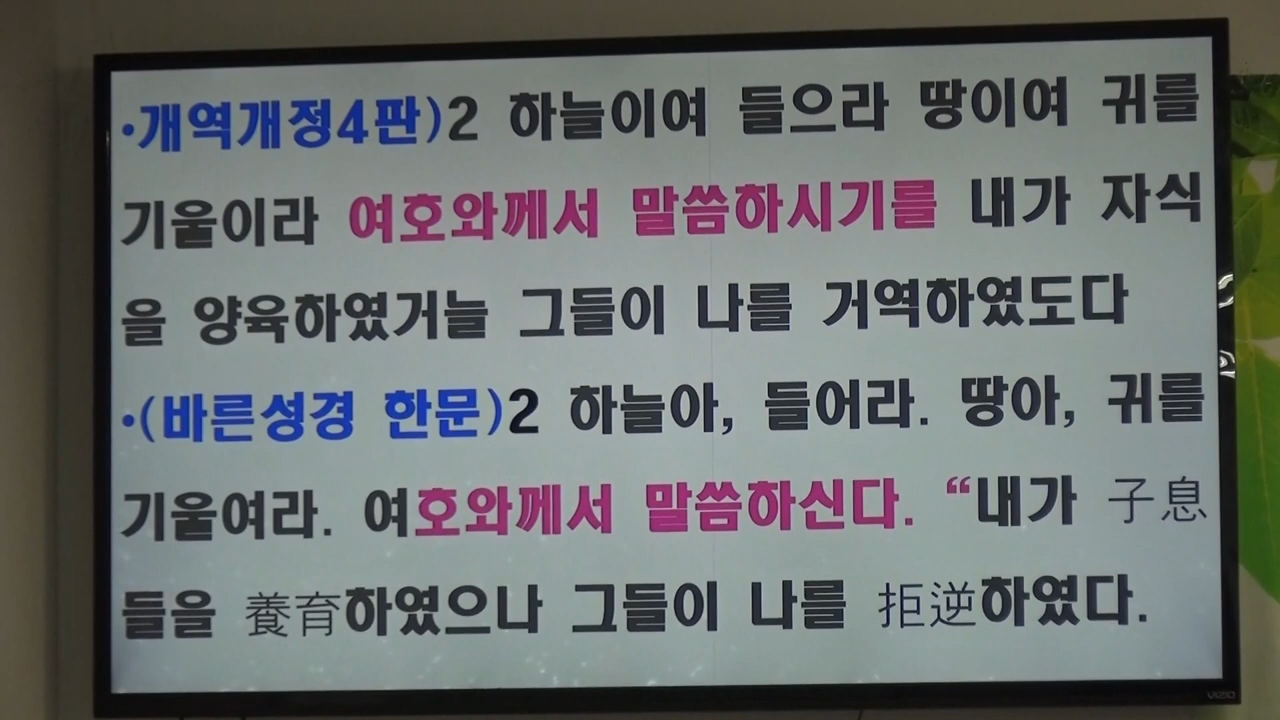 •개역개정4판)2 하늘이여 들으라 땅이여 귀를
기울이라 여호와께서 말씀하시기를 내가 자식
을 양육하였거늘 그들이 나를 거역하였도다
•(바른성경 한문)2 하늘아, 들어라. 땅아, 귀를
기울여라. 여호와께서 말씀하신다. “내가 子息
들을 養育하였으나 그들이 나를 拒逆하였다.
VIZIO